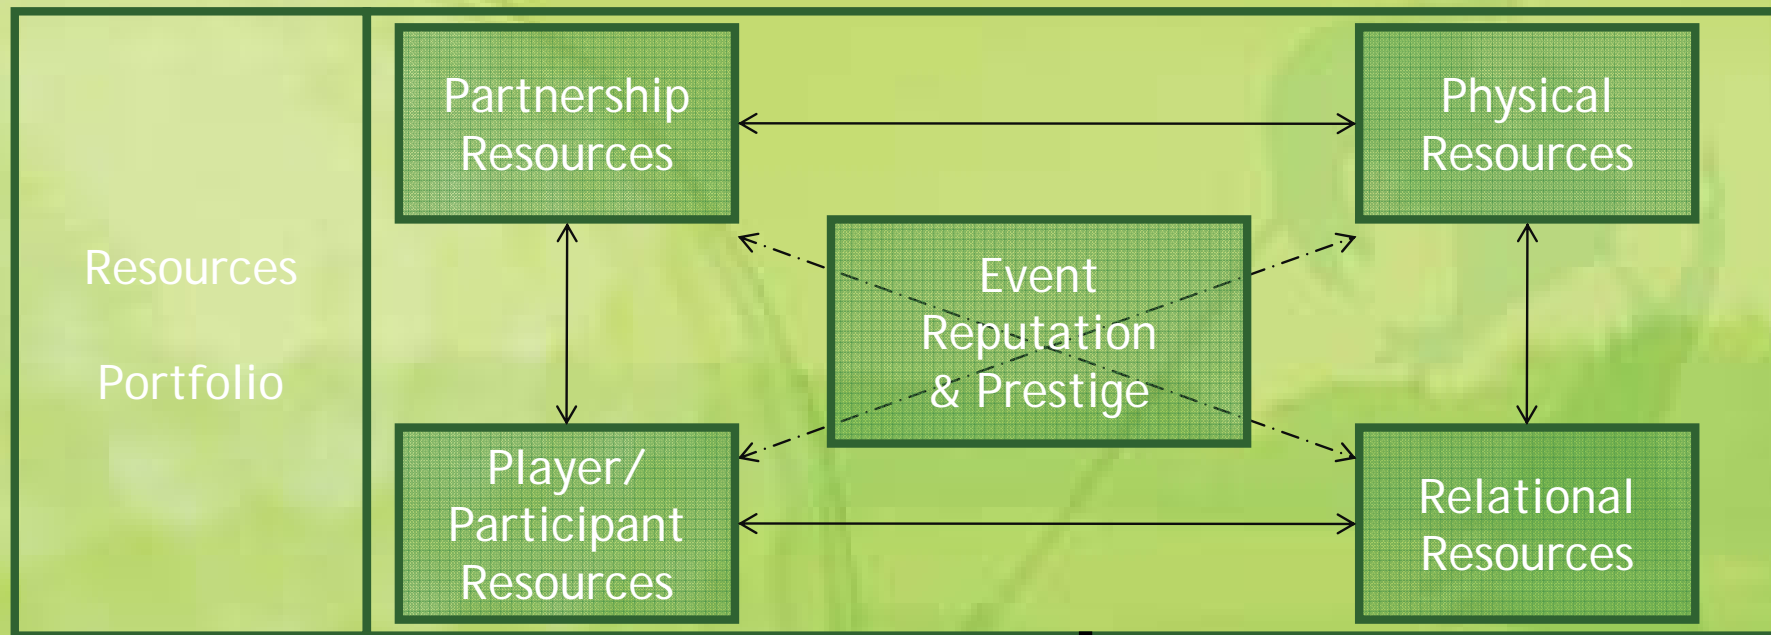 Resources
Portfolio
Partnership
Resources
Physical
Resources
Event
Reputation
& Prestige
Player/
Participant
Resources
Relational
Resources